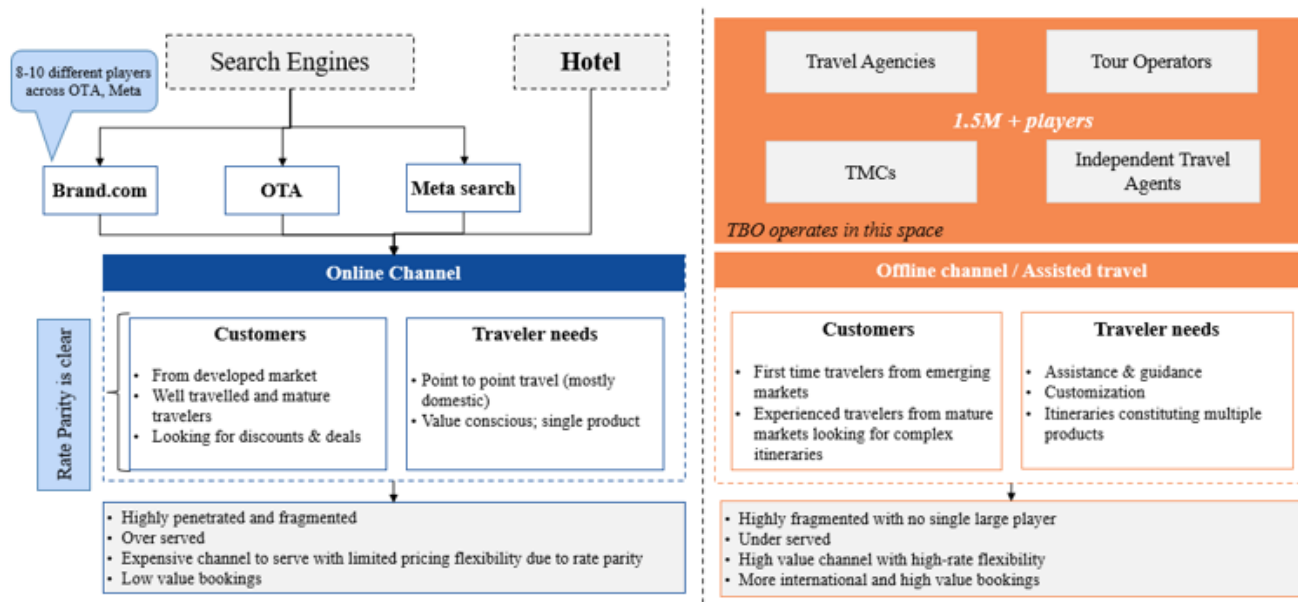 8-10 different players
across OTA, Meta
Search Engines
Hotel
Brand.com
OTA
Meta search
Online Channel
Rate Parity is clear
Customers
• From developed market
• Well travelled and mature
travelers
• Looking for discounts & deals
Traveler needs
• Point to point travel (mostly
domestic)
• Value conscious; single product
• Highly penetrated and fragmented
• Over served
• Expensive channel to serve with limited pricing flexibility due to rate parity
• Low value bookings
Travel Agencies
Tour Operators
1.5M + players
TMCs
Independent Travel
Agents
TBO operates in this space
Offline channel / Assisted travel
Customers
• First time travelers from emerging
markets
• Experienced travelers from mature
markets looking for complex
itineraries
Traveler needs
• Assistance & guidance
• Customization
• Itineraries constituting multiple
products
• Highly fragmented with no single large player
• Under served
• High value channel with high-rate flexibility
• More international and high value bookings